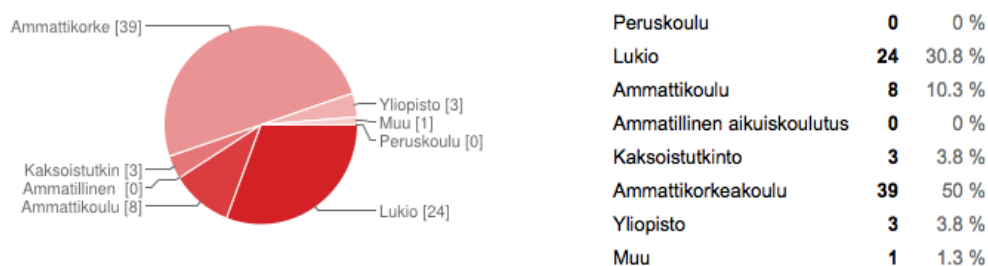 Ammattikorke [39]
Yliopisto [3]
Muu [1]
Peruskoulu [0]
Kaksoistutkin [3]
Ammatillinen [0]
Ammattikoulu [8]
Lukio [24]
Peruskoulu 0 0 %
Lukio 24 30.8 %
Ammattikoulu 8 10.3 %
Ammatillinen aikuiskoulutus 0 0 %
Kaksoistutkinto 3 3.8 %
Ammattikorkeakoulu 39 50 %
Yliopisto 3 3.8 %
Muu 1 1.3 %